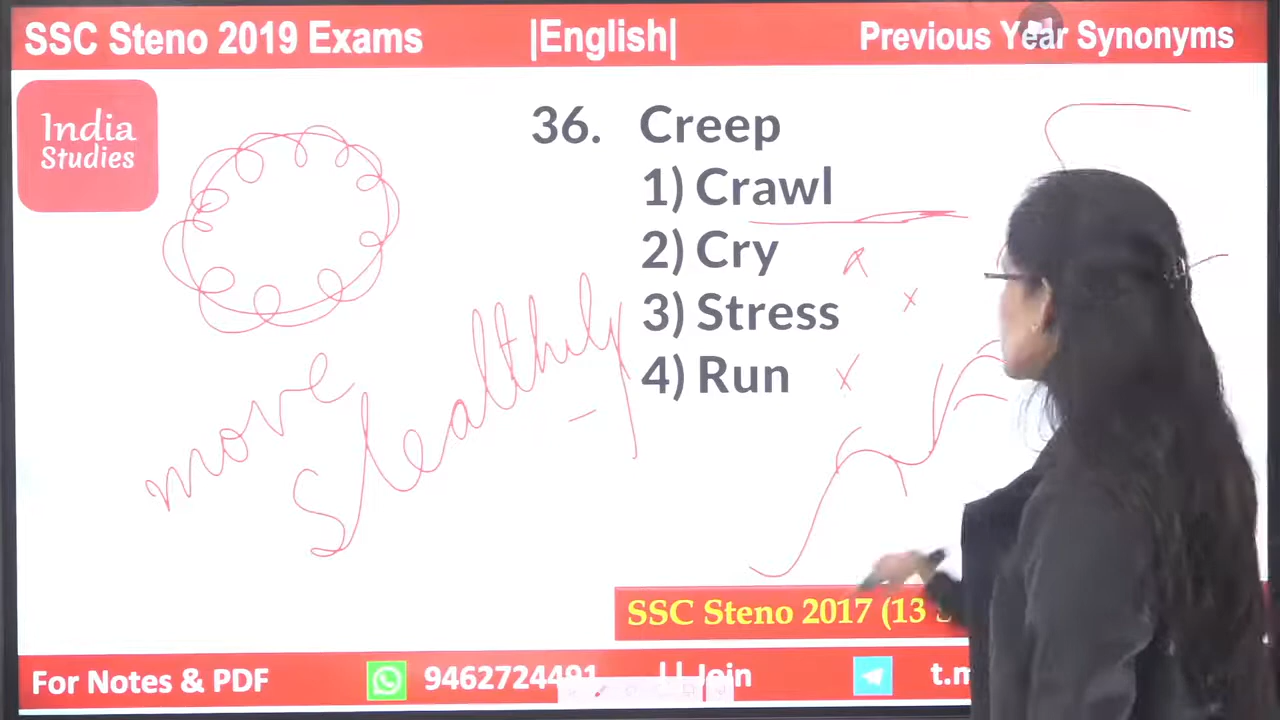 SSC Steno 2019 Exams |English| Previous Year Synonyms
India
Studies
36. Creep
1) Crawl
2) Cry
3) Stress
4) Run
move
Stealthily
SSC Steno 2017 (13
For Notes & PDF 9462724491 Join